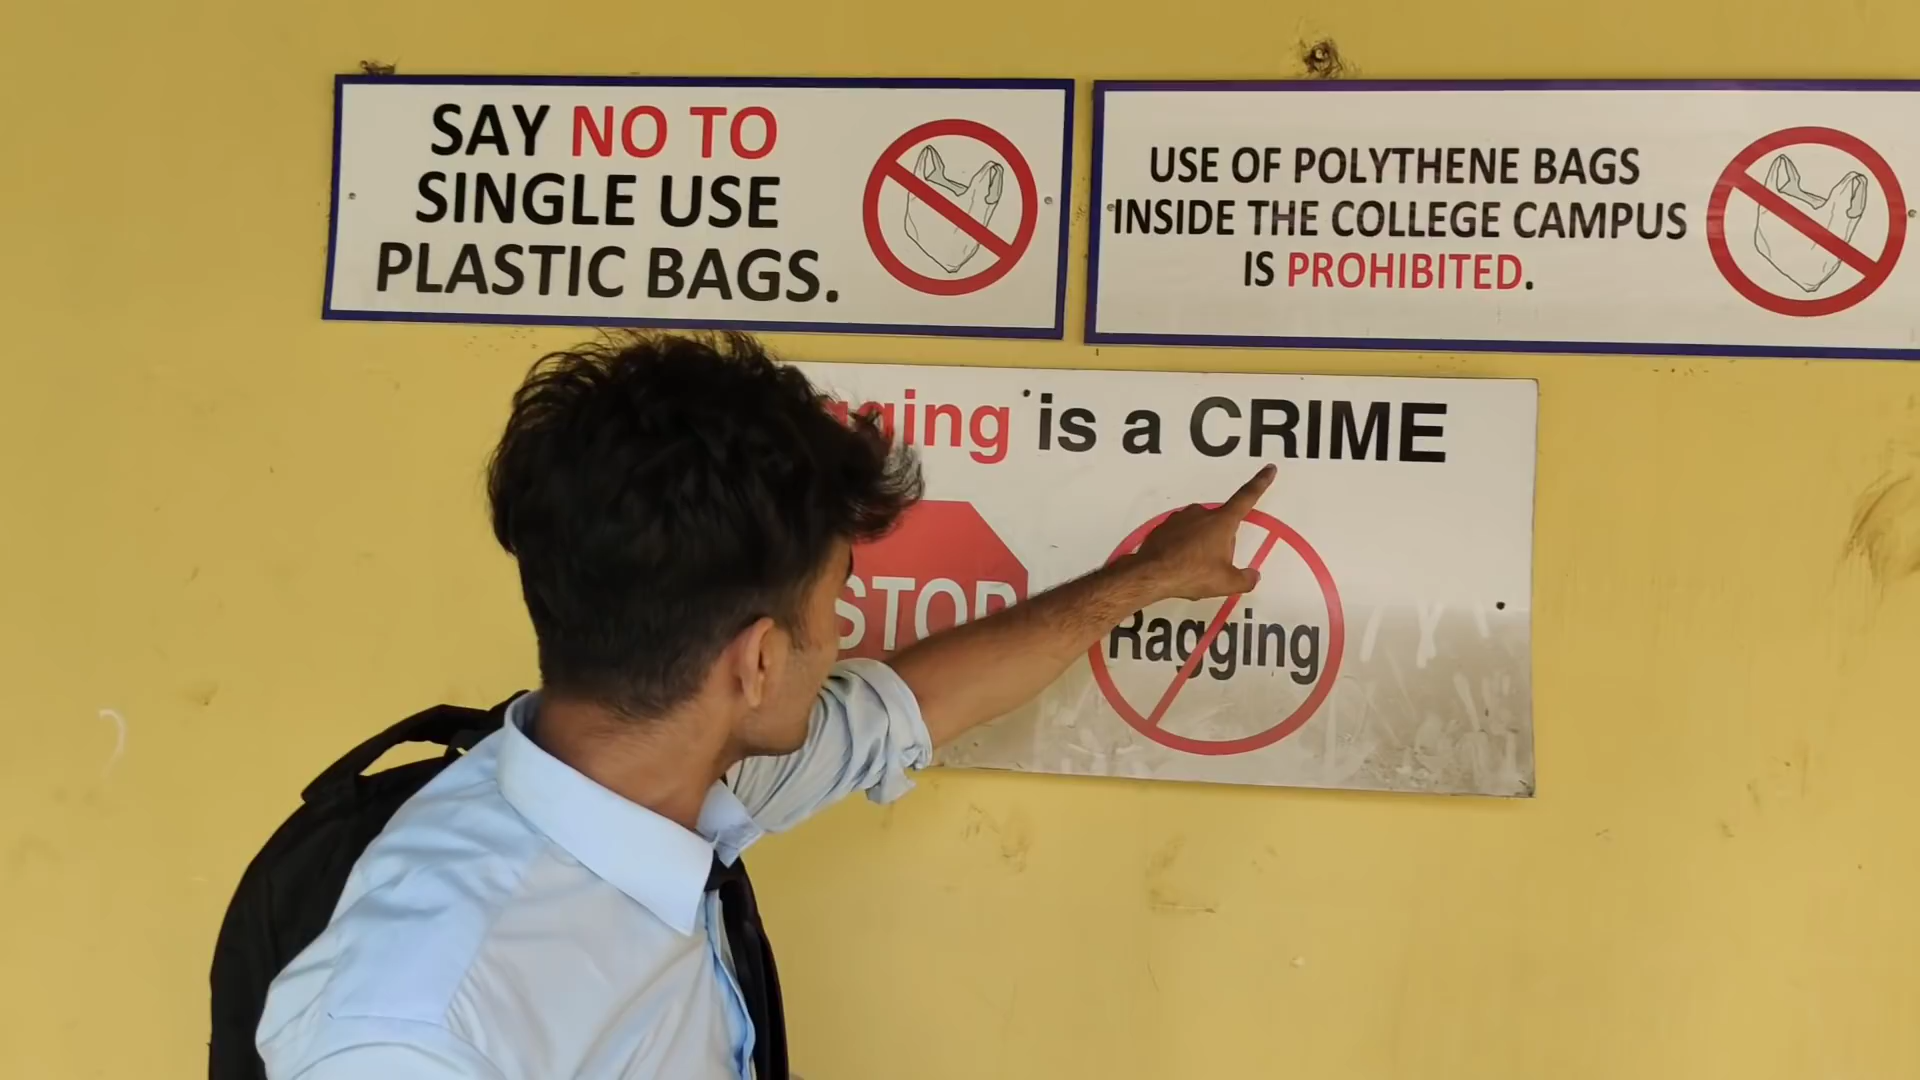 SAY NO TO
SINGLE USE
PLASTIC BAGS.
USE OF POLYTHENE BAGS
INSIDE THE COLLEGE CAMPUS
IS PROHIBITED.
is a CRIME
STOP
Ragging